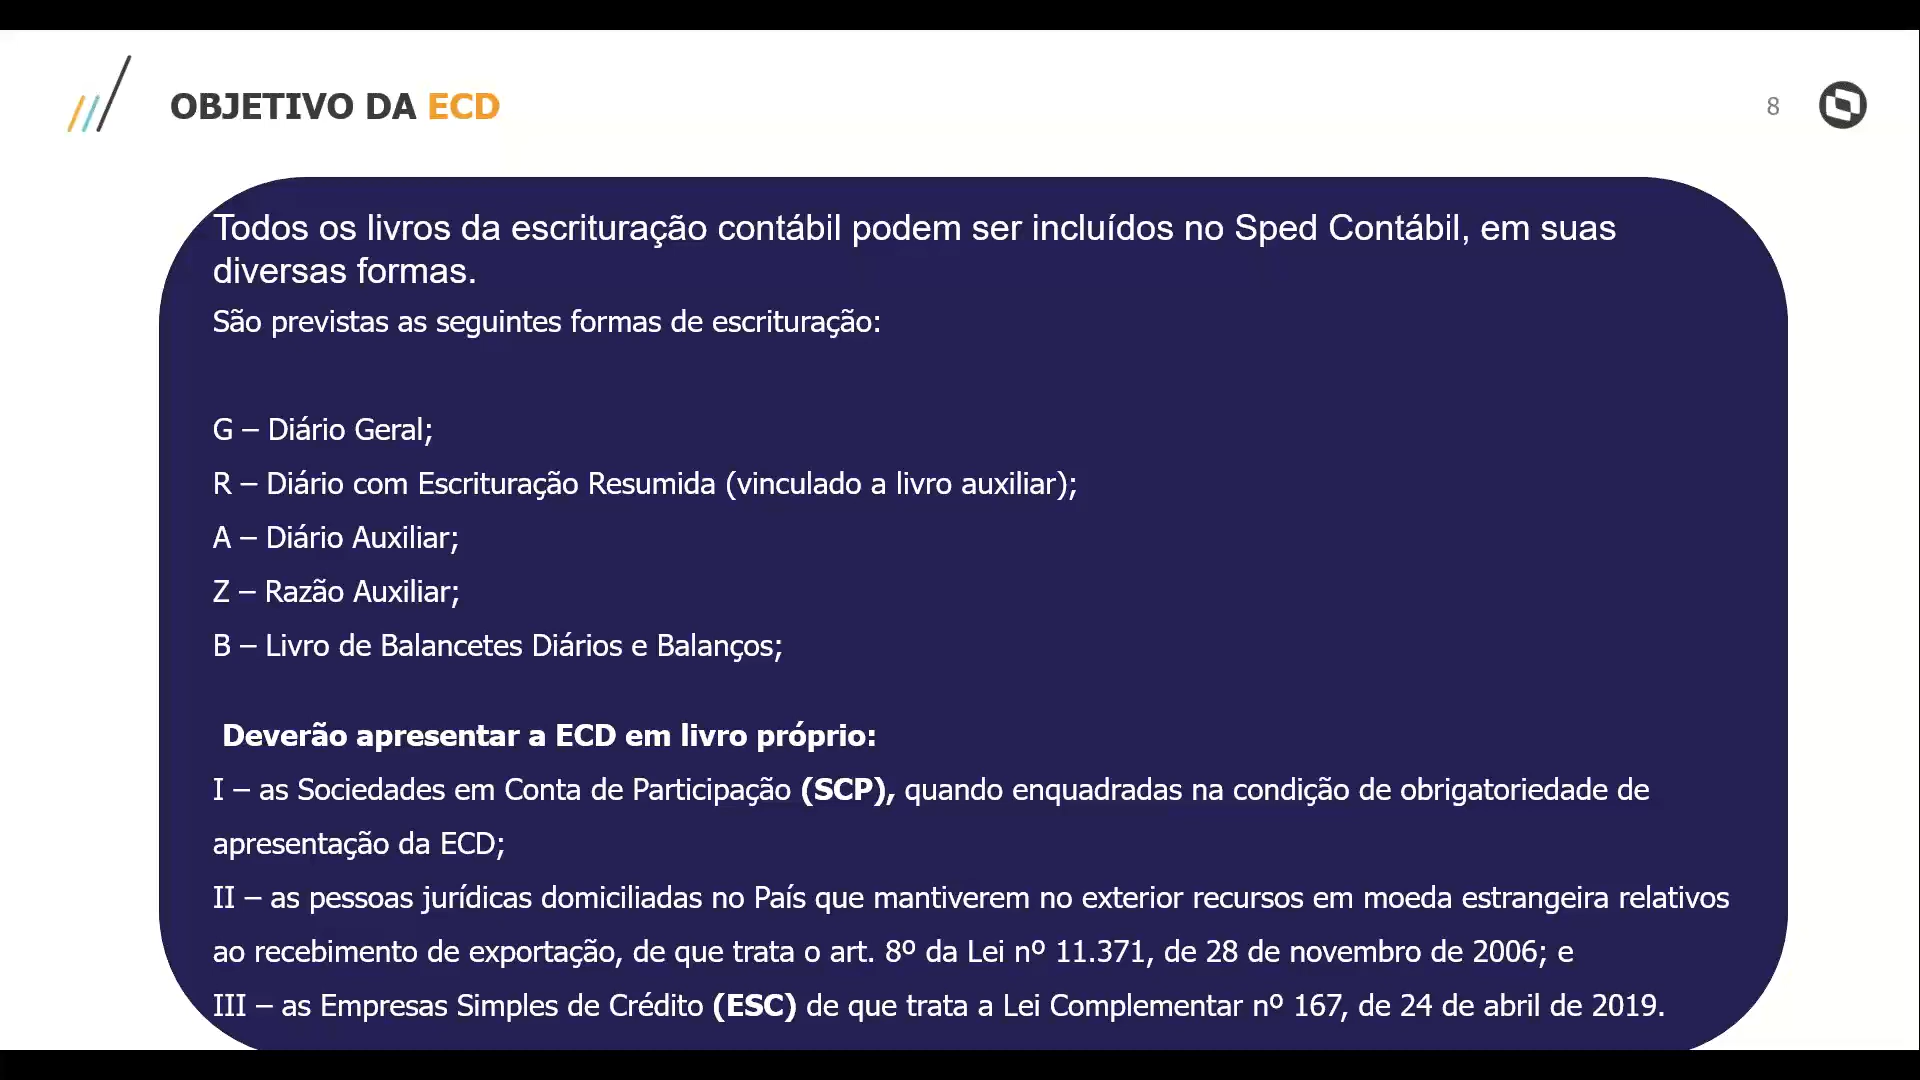 OBJETIVO DA ECD
8
Todos os livros da escrituração contábil podem ser incluídos no Sped Contábil, em suas
diversas formas.
São previstas as seguintes formas de escrituração:
G – Diário Geral;
R – Diário com Escrituração Resumida (vinculado a livro auxiliar);
A – Diário Auxiliar;
Z – Razão Auxiliar;
B – Livro de Balancetes Diários e Balanços;
Deverão apresentar a ECD em livro próprio:
I – as Sociedades em Conta de Participação (SCP), quando enquadradas na condição de obrigatoriedade de
apresentação da ECD;
II – as pessoas jurídicas domiciliadas no País que mantiverem no exterior recursos em moeda estrangeira relativos
ao recebimento de exportação, de que trata o art. 8º da Lei nº 11.371, de 28 de novembro de 2006; e
III – as Empresas Simples de Crédito (ESC) de que trata a Lei Complementar nº 167, de 24 de abril de 2019.